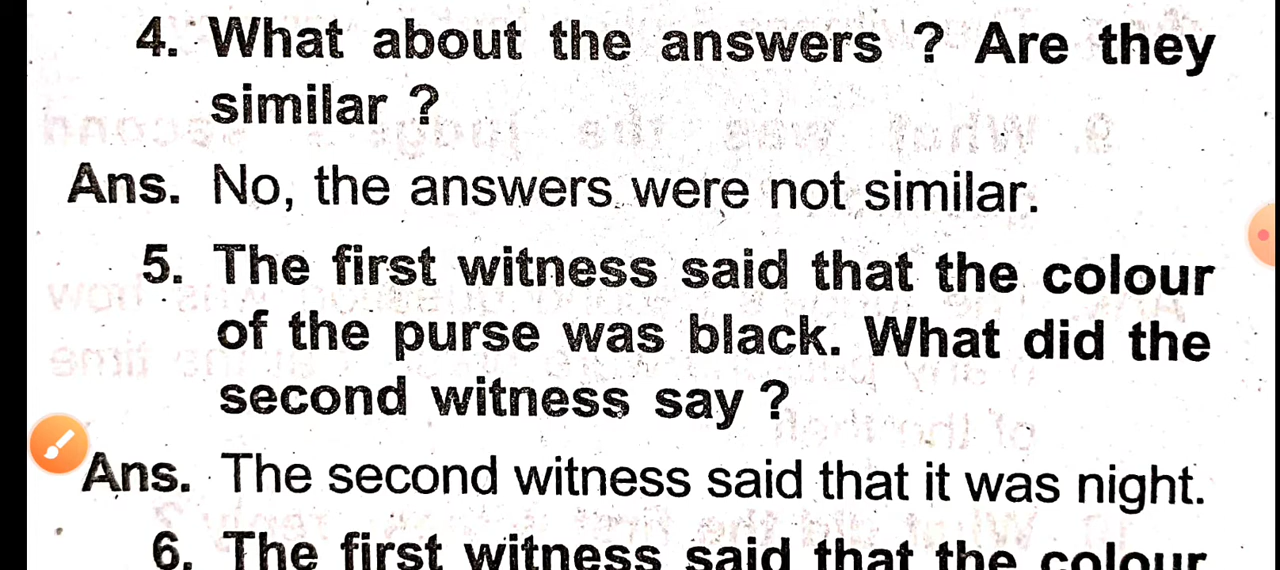 4. What about the answers ? Are they
similar ?
Ans. No, the answers were not similar.
5. The first witness said that the colour
of the purse was black. What did the
second witness say ?
Ans. The second witness said that it was night.
6. The first witness said that the colour